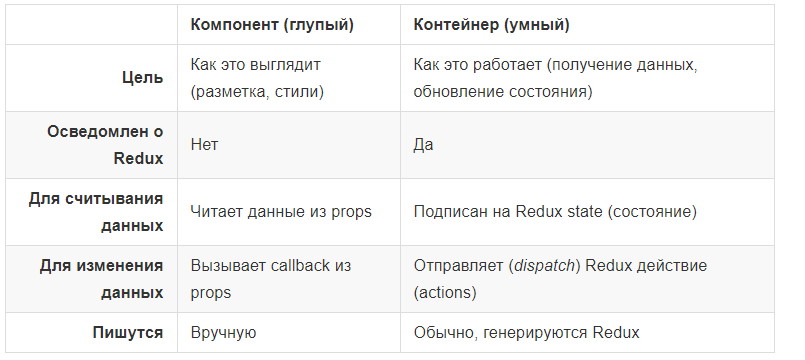 Компонент (глупый) Контейнер (умный)
Цель Как это выглядит (разметка, стили) Как это работает (получение данных, обновление состояния)
Осведомлен о Redux Нет Да
Для считывания данных Читает данные из props Подписан на Redux state (состояние)
Для изменения данных Вызывает callback из props Отправляет (dispatch) Redux действие (actions)
Пишутся Вручную Обычно, генерируются Redux